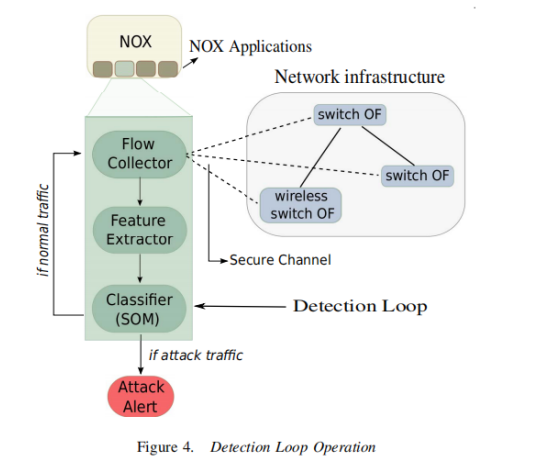 NOX
NOX Applications
Network infrastructure
switch OF
Flow
Collector
switch OF
wireless
switch OF
if normal traffic
Feature
Extractor
Secure Channel
Classifier
(SOM)
Detection Loop
if attack traffic
Attack
Alert
Figure 4. Detection Loop Operation